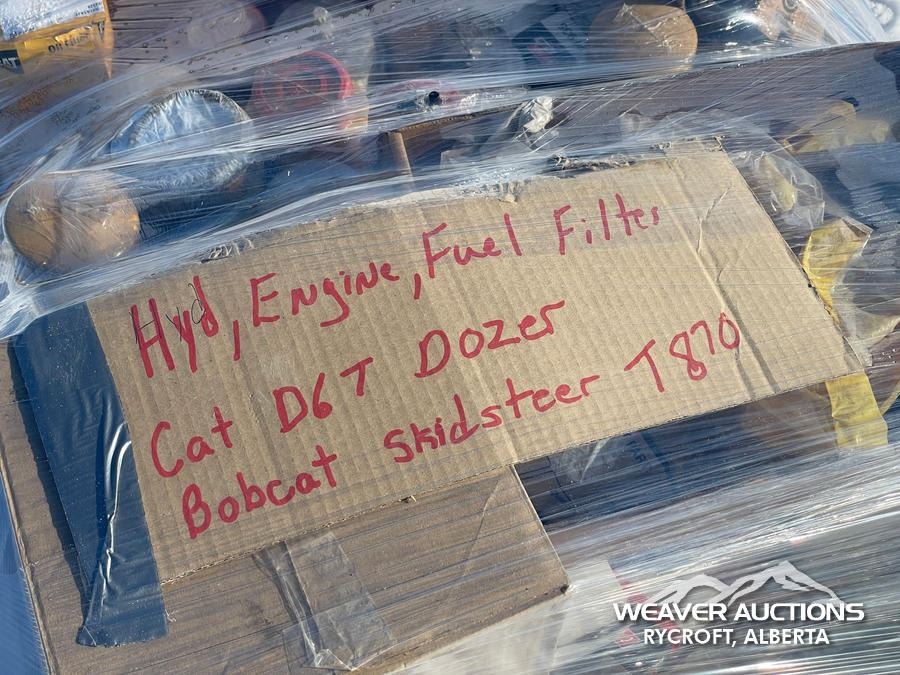 Hyd, Engine, Fuel Filter
Cat D6T Dozer
Bobcat Skidsteer T870
WEAVER AUCTIONS
RYCROFT, ALBERTA